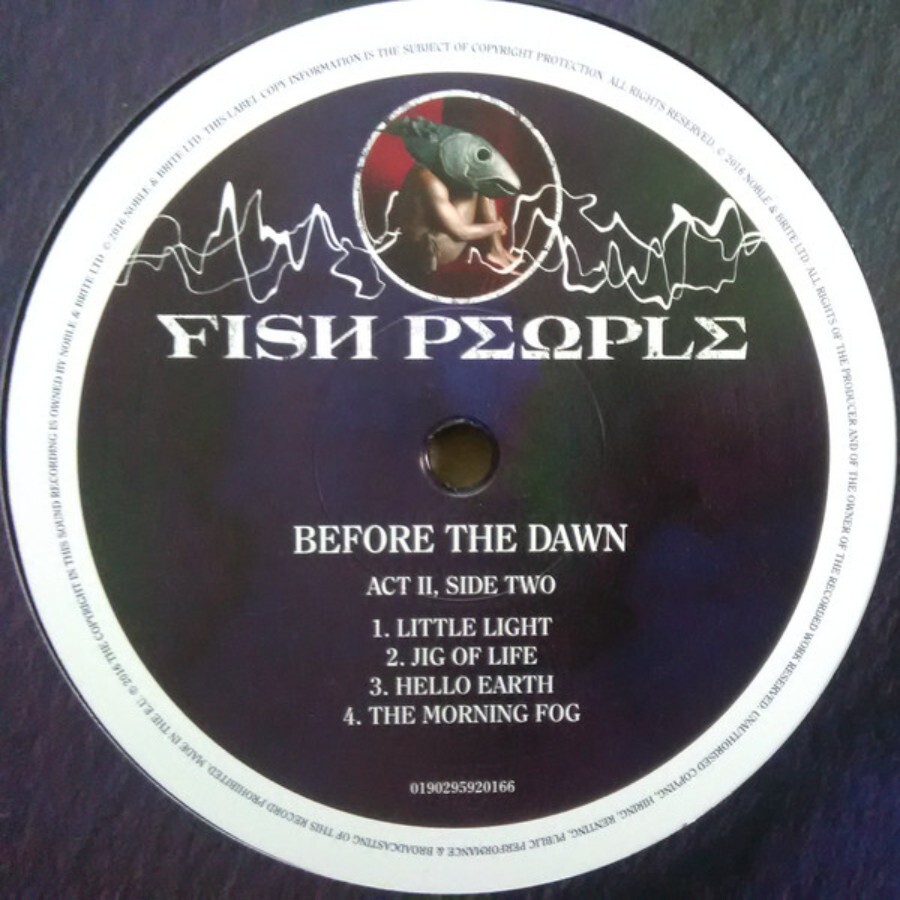 FISH PEΩPLΣ
BEFORE THE DAWN
ACT II, SIDE TWO
1. LITTLE LIGHT
2. JIG OF LIFE
3. HELLO EARTH
4. THE MORNING FOG
0190295920166
MADE IN THE E.U. ℗ 2016 THE COPYRIGHT IN THIS SOUND RECORDING IS OWNED BY NOBLE & BRITE LTD. © 2016 NOBLE & BRITE LTD. THIS LABEL COPY INFORMATION IS THE SUBJECT OF COPYRIGHT PROTECTION. ALL RIGHTS RESERVED. © 2016 NOBLE & BRITE LTD. ALL RIGHTS OF THE PRODUCER AND OF THE OWNER OF THE RECORDED WORK RESERVED. UNAUTHORISED COPYING, HIRING, RENTING, PUBLIC PERFORMANCE & BROADCASTING OF THIS RECORD PROHIBITED.